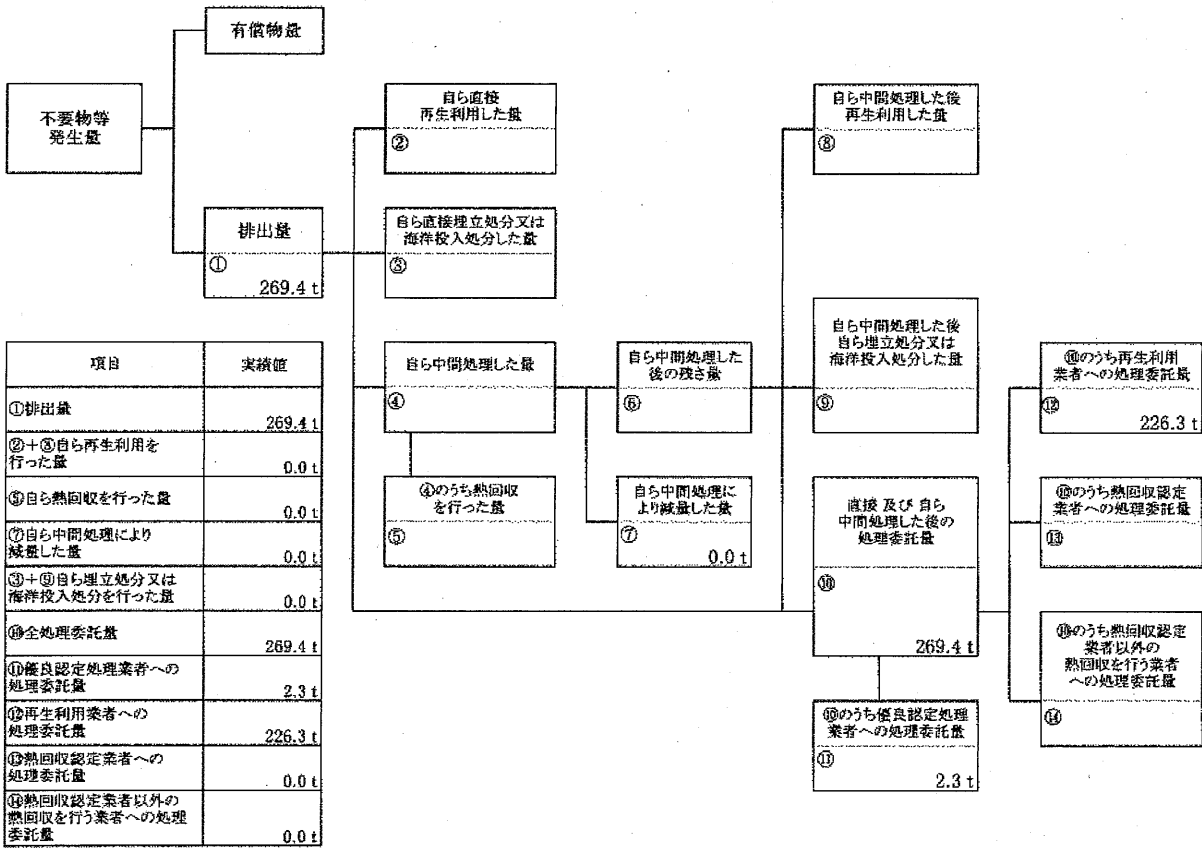 有償物量
不要物等
発生量
排出量
①
269.4 t
自ら直接
再生利用した量
②
自ら直接埋立処分又は
海洋投入処分した量
③
自ら中間処理した量
④
④のうち熱回収
を行った量
⑤
自ら中間処理した
後の残さ量
⑥
自ら中間処理に
より減量した量
⑦
0.0 t
自ら中間処理した後
再生利用した量
⑧
自ら中間処理した後
自ら埋立処分又は
海洋投入処分した量
⑨
直接 及び 自ら
中間処理した後の
処理委託量
⑩
269.4 t
⑩のうち優良認定処理
業者への処理委託量
⑪
2.3 t
⑩のうち再生利用
業者への処理委託量
⑫
226.3 t
⑩のうち熱回収認定
業者への処理委託量
⑬
⑩のうち熱回収認定
業者以外の
熱回収を行う業者
への処理委託量
⑭
項目 実績値
①排出量 269.4 t
②+⑧自ら再生利用を
行った量 0.0 t
⑤自ら熱回収を行った量 0.0 t
⑦自ら中間処理により
減量した量 0.0 t
③+⑨自ら埋立処分又は
海洋投入処分を行った量 0.0 t
⑩全処理委託量 269.4 t
⑪優良認定処理業者への
処理委託量 2.3 t
⑫再生利用業者への
処理委託量 226.3 t
⑬熱回収認定業者への
処理委託量 0.0 t
⑭熱回収認定業者以外の
熱回収を行う業者への処理
委託量 0.0 t